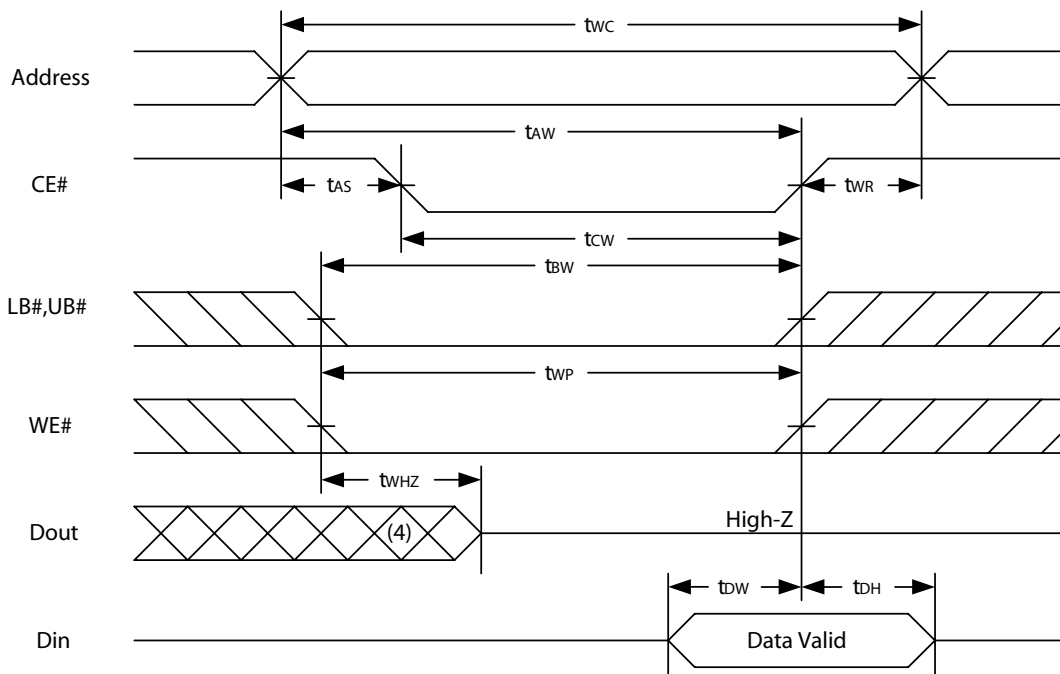 tWC
Address
tAW
CE#
tAS
tWR
tCW
tBW
LB#,UB#
tWP
WE#
tWHZ
Dout
(4)
High-Z
tDW
tDH
Din
Data Valid